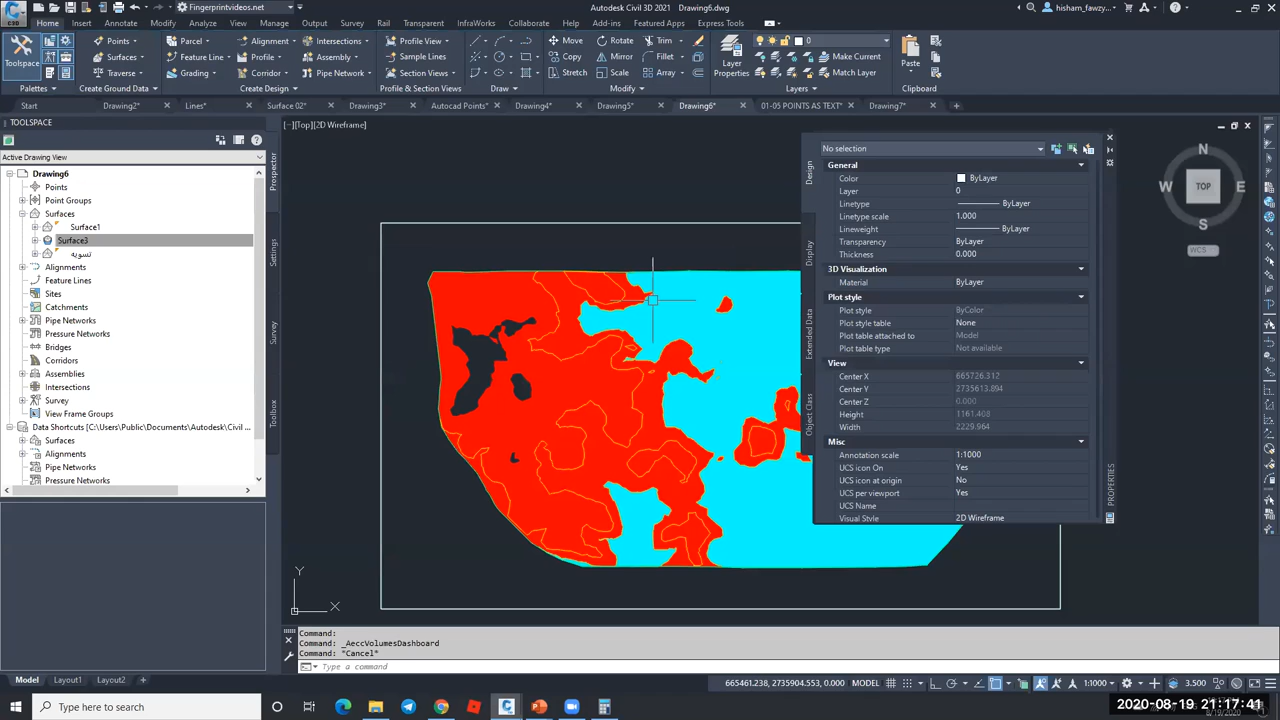 C3D
Fingerprintvideos.net
Autodesk Civil 3D 2021 Drawing6.dwg
hisham_fawzy...
Home Insert Annotate Modify Analyze View Manage Output Survey Rail Transparent InfraWorks Collaborate Help Add-ins Featured Apps Express Tools
Toolspace
Points
Surfaces
Traverse
Parcel
Feature Line
Grading
Alignment
Profile
Corridor
Intersections
Assembly
Pipe Network
Profile View
Sample Lines
Section Views
Move
Copy
Stretch
Rotate
Mirror
Scale
Trim
Fillet
Array
Layer
Properties
0
Make Current
Match Layer
Paste
Palettes Create Ground Data Create Design Profile & Section Views Draw Modify Layers Clipboard
Start Drawing2* Lines* Surface 02* Drawing3* Autocad Points* Drawing4* Drawing5* Drawing6* 01-05 POINTS AS TEXT* Drawing7*
TOOLSPACE
Active Drawing View
Drawing6
Points
Point Groups
Surfaces
Surface1
Surface3
تسويه
Alignments
Feature Lines
Sites
Catchments
Pipe Networks
Pressure Networks
Bridges
Corridors
Assemblies
Intersections
Survey
View Frame Groups
Data Shortcuts [C:\Users\Public\Documents\Autodesk\Civil ...
Surfaces
Alignments
Pipe Networks
Pressure Networks
Prospector
Settings
Survey
Toolbox
[−][Top][2D Wireframe]
No selection
General
Color ByLayer
Layer 0
Linetype ByLayer
Linetype scale 1.000
Lineweight ByLayer
Transparency ByLayer
Thickness 0.000
3D Visualization
Material ByLayer
Plot style
Plot style ByColor
Plot style table None
Plot table attached to Model
Plot table type Not available
View
Center X 665726.312
Center Y 2735613.894
Center Z 0.000
Height 1161.408
Width 2229.964
Misc
Annotation scale 1:1000
UCS icon On Yes
UCS icon at origin No
UCS per viewport Yes
UCS Name
Visual Style 2D Wireframe
Design
Display
Extended Data
Object Class
PROPERTIES
N
W TOP E
S
WCS
Y
X
Command:
Command: _AeccVolumesDashboard
Command: *Cancel*
Type a command
Model Layout1 Layout2
665461.238, 2735904.553, 0.000 MODEL
1:1000
3.500
Type here to search
2020-08-19 21:17:41